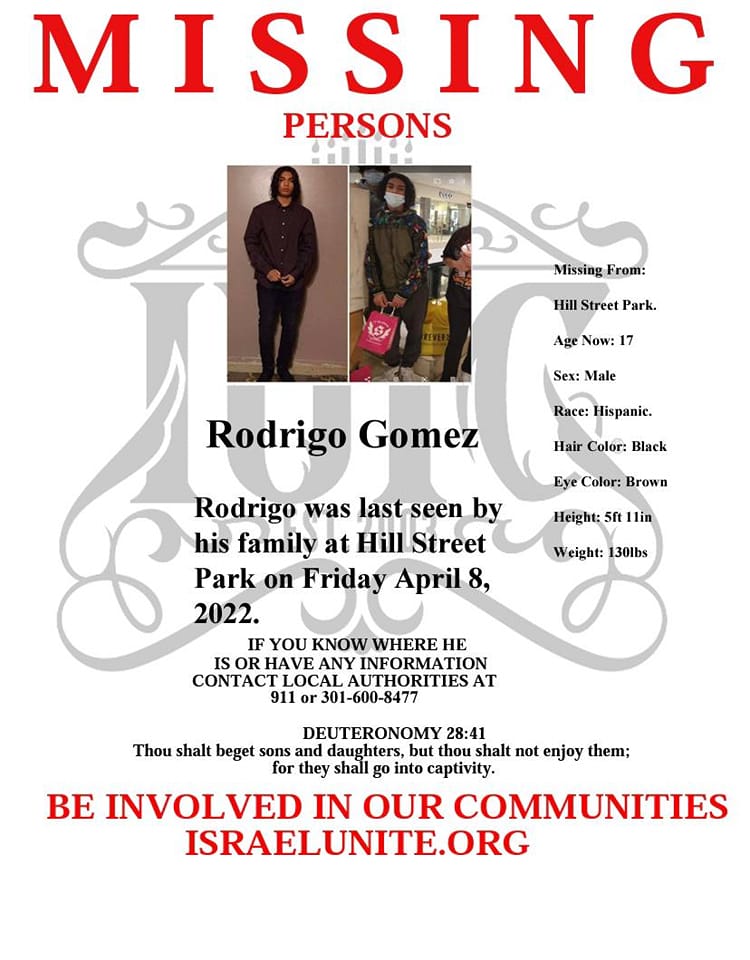 MISSING
PERSONS
Missing From:
Hill Street Park.
Age Now: 17
Sex: Male
Race: Hispanic.
Hair Color: Black
Eye Color: Brown
Height: 5ft 11in
Weight: 130lbs
Rodrigo Gomez
Rodrigo was last seen by
his family at Hill Street
Park on Friday April 8,
2022.
IUIC
EST. 2003
IF YOU KNOW WHERE HE
IS OR HAVE ANY INFORMATION
CONTACT LOCAL AUTHORITIES AT
911 or 301-600-8477
DEUTERONOMY 28:41
Thou shalt beget sons and daughters, but thou shalt not enjoy them;
for they shall go into captivity.
BE INVOLVED IN OUR COMMUNITIES
ISRAELUNITE.ORG